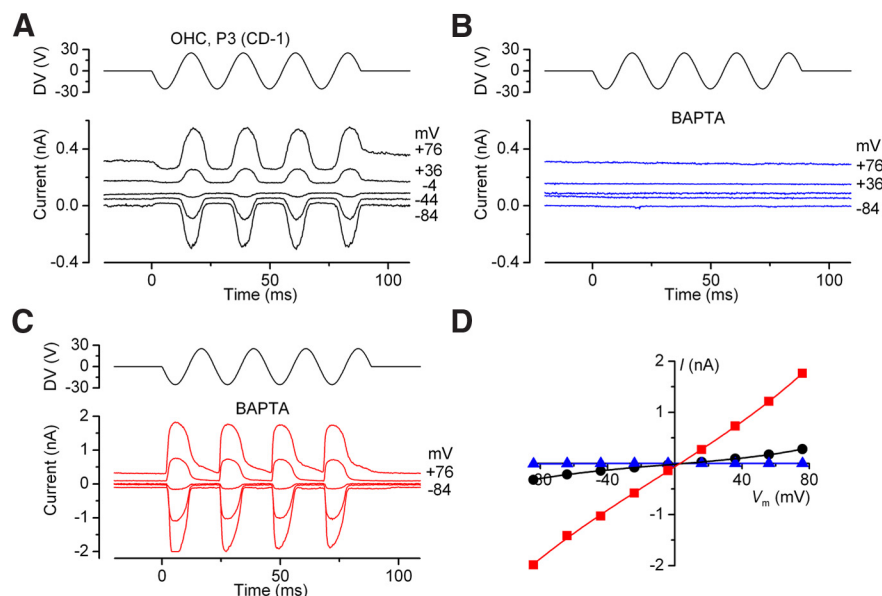 A
OHC, P3 (CD-1)
DV (V)
30
0
-30
Current (nA)
0.4
0.0
-0.4
mV
+76
+36
-4
-44
-84
0 50 100
Time (ms)
B
DV (V)
30
0
-30
BAPTA
Current (nA)
0.4
0.0
-0.4
mV
+76
+36
-84
0 50 100
Time (ms)
C
DV (V)
30
0
-30
BAPTA
Current (nA)
2
1
0
-1
-2
mV
+76
-84
0 50 100
Time (ms)
D
2
I (nA)
1
-80 -40 40 80
Vm (mV)
-1
-2